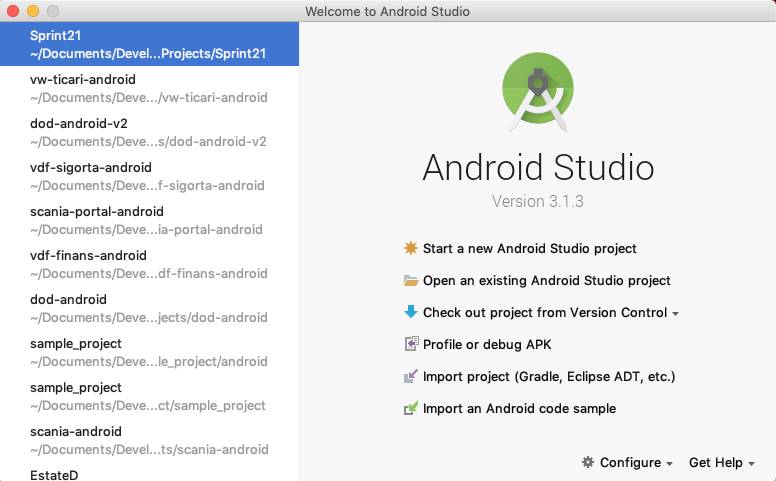 Welcome to Android Studio
Sprint21
~/Documents/Devel...Projects/Sprint21
vw-ticari-android
~/Documents/Deve.../vw-ticari-android
dod-android-v2
~/Documents/Deve...s/dod-android-v2
vdf-sigorta-android
~/Documents/Deve...f-sigorta-android
scania-portal-android
~/Documents/Deve...ia-portal-android
vdf-finans-android
~/Documents/Deve...df-finans-android
dod-android
~/Documents/Deve...jects/dod-android
sample_project
~/Documents/Deve...le_project/android
sample_project
~/Documents/Deve...ct/sample_project
scania-android
~/Documents/Devel...ts/scania-android
EstateD
Android Studio
Version 3.1.3
Start a new Android Studio project
Open an existing Android Studio project
Check out project from Version Control
Profile or debug APK
Import project (Gradle, Eclipse ADT, etc.)
Import an Android code sample
Configure
Get Help